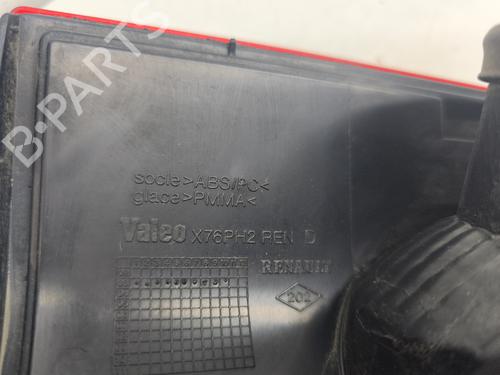 B-PARTS
socle>ABS/PC<
glace>PMMA<
Valeo X76PH2 REN D
RENAULT
202